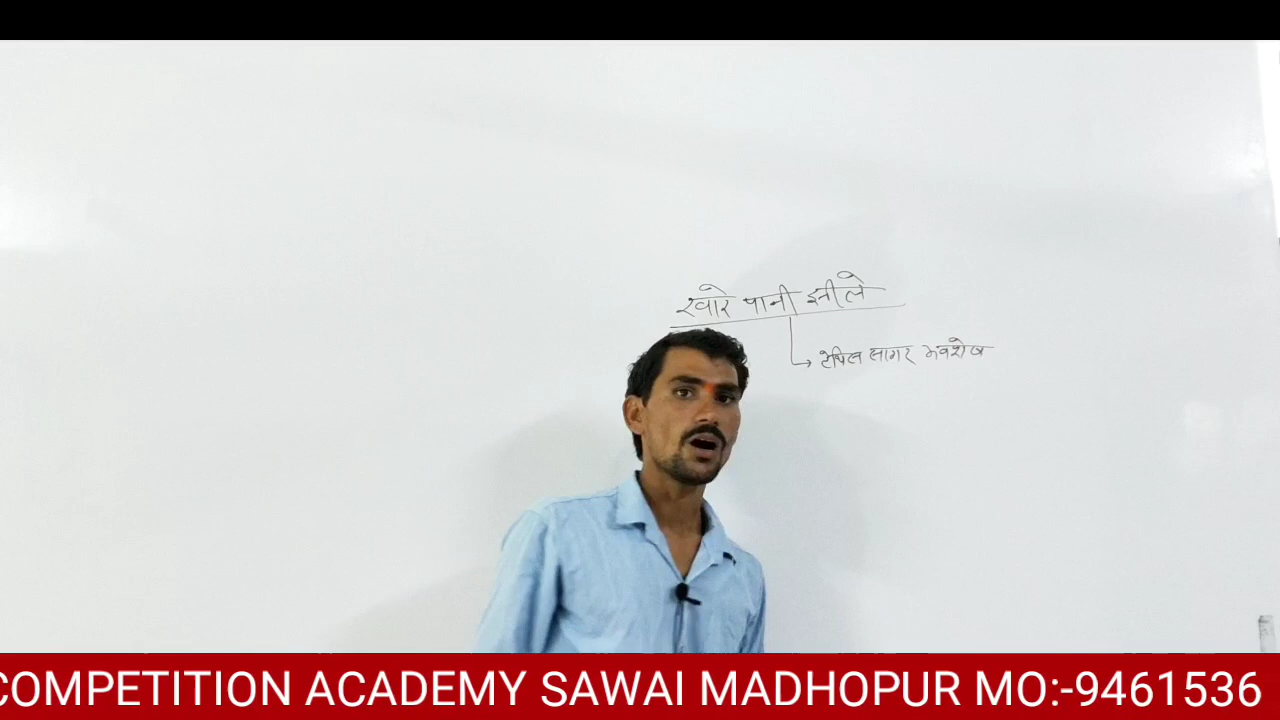 खारे पानी झीले
टेथिस सागर अवशेष
COMPETITION ACADEMY SAWAI MADHOPUR MO:-9461536